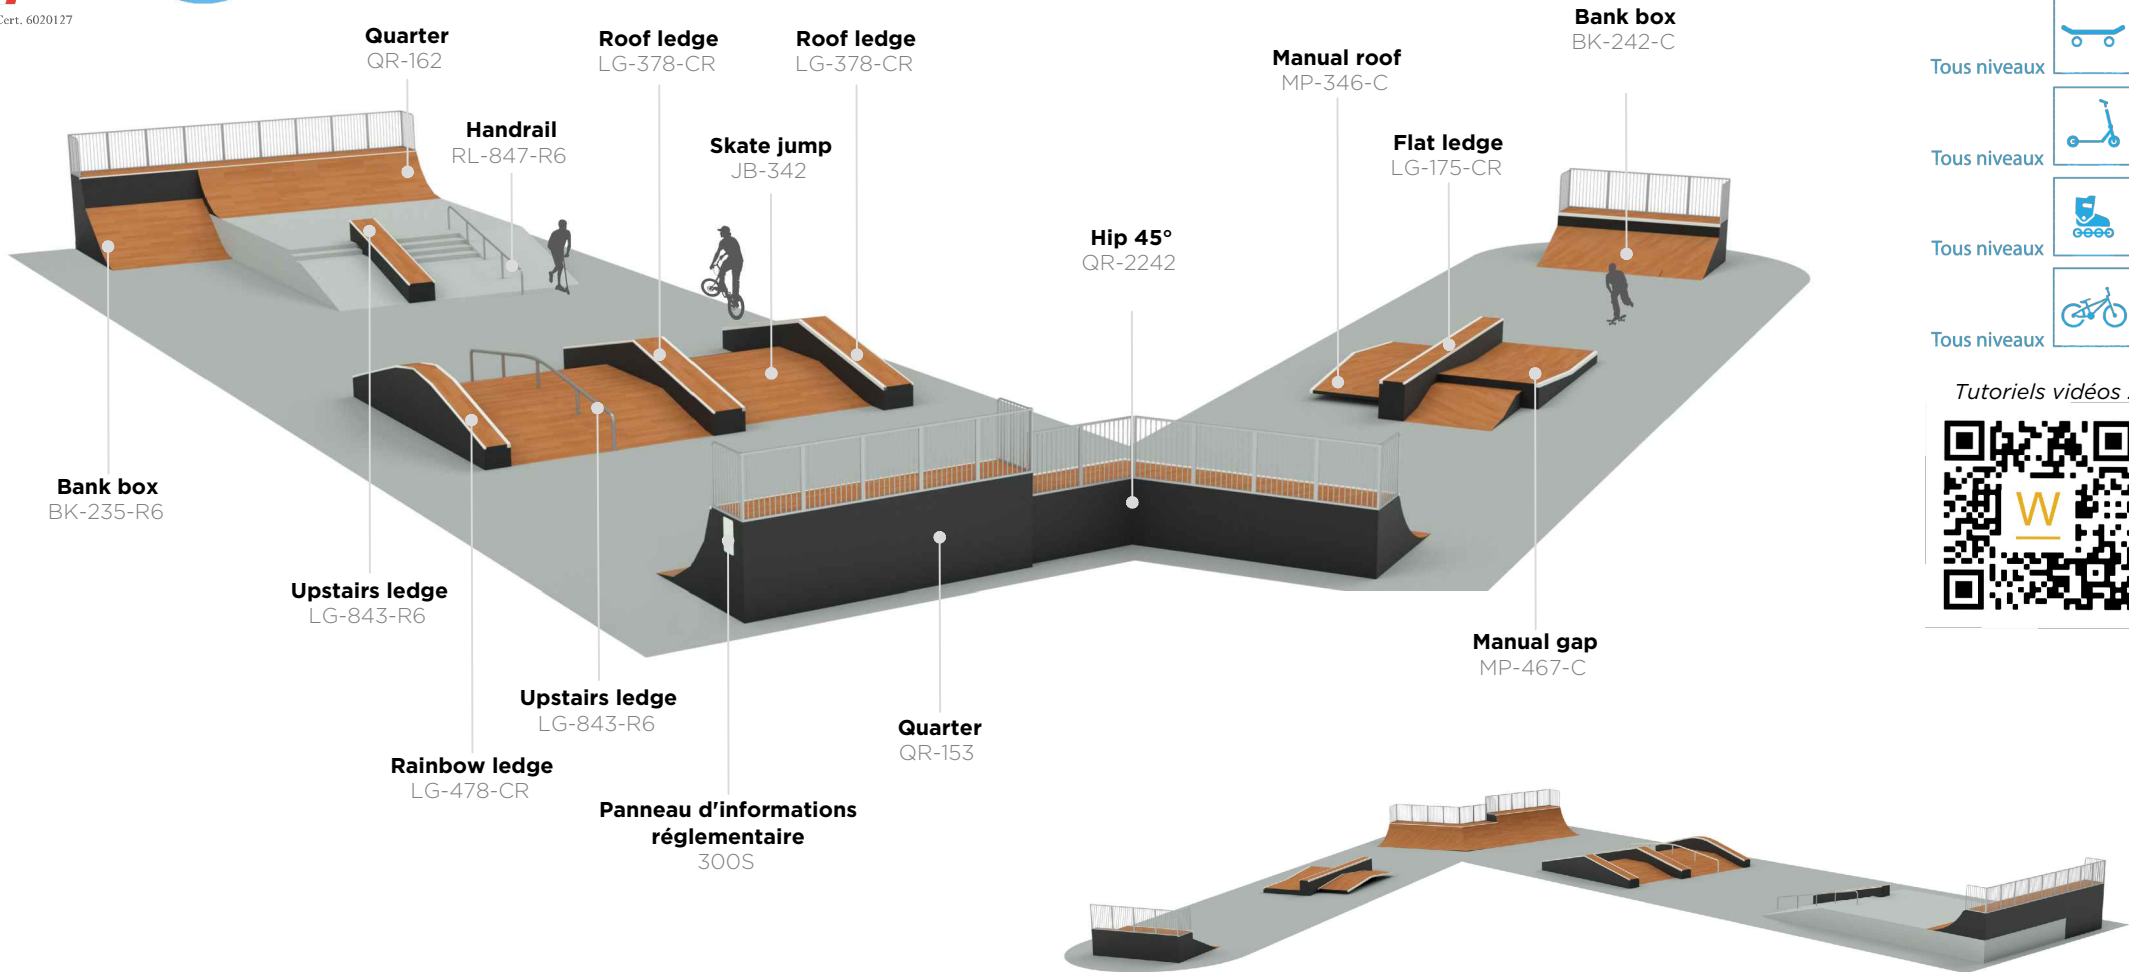 Cert. 6020127
Quarter
QR-162
Roof ledge
LG-378-CR
Roof ledge
LG-378-CR
Manual roof
MP-346-C
Bank box
BK-242-C
Tous niveaux
Handrail
RL-847-R6
Skate jump
JB-342
Flat ledge
LG-175-CR
Tous niveaux
Hip 45°
QR-2242
Tous niveaux
Tous niveaux
Tutoriels vidéos :
W
Bank box
BK-235-R6
Upstairs ledge
LG-843-R6
Manual gap
MP-467-C
Upstairs ledge
LG-843-R6
Quarter
QR-153
Rainbow ledge
LG-478-CR
Panneau d'informations
réglementaire
300S